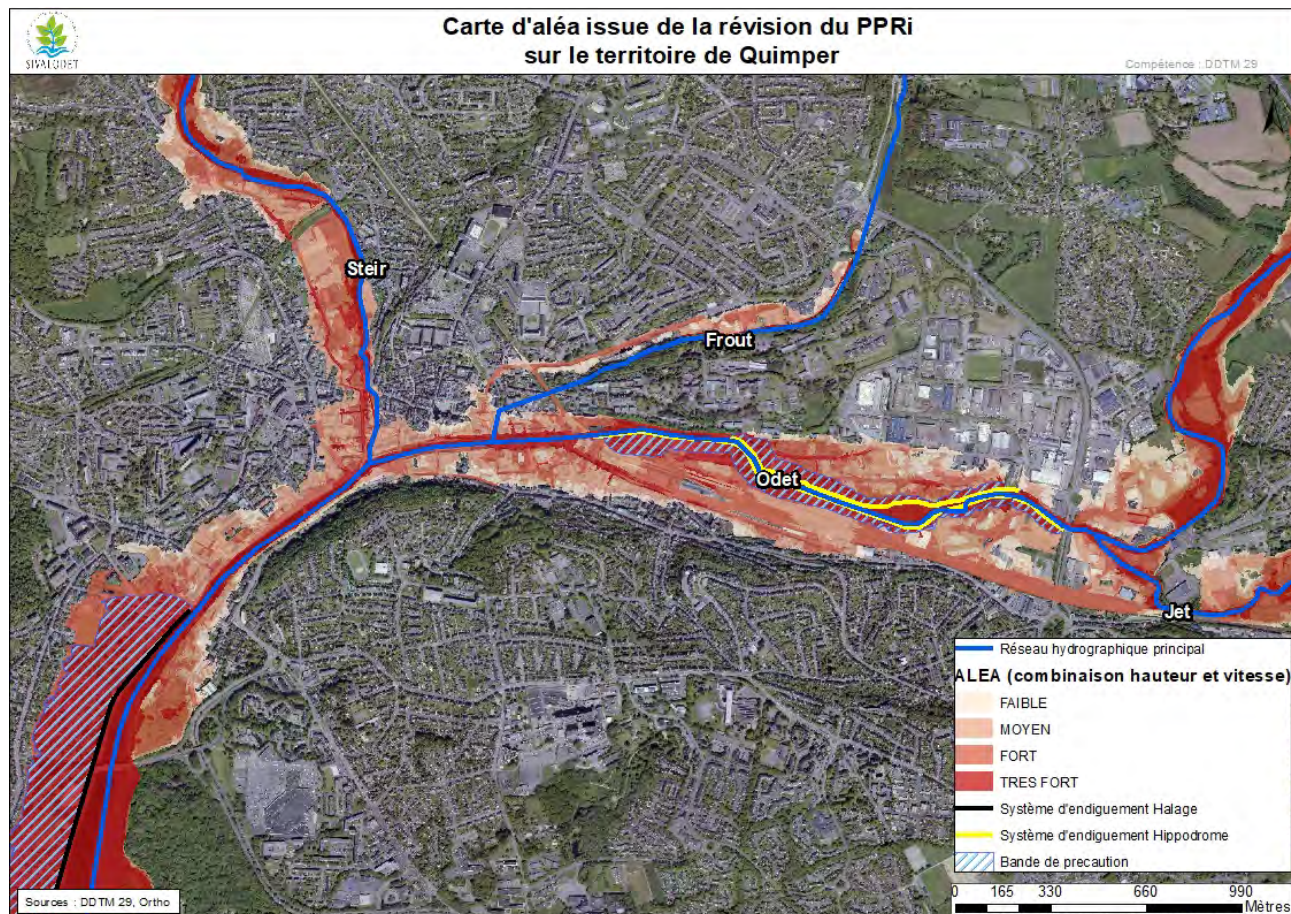 Carte d'aléa issue de la révision du PPRi
sur le territoire de Quimper
SIVALODET
Compétence : DDTM 29
Steir
Frout
Odet
Jet
Réseau hydrographique principal
ALEA (combinaison hauteur et vitesse)
FAIBLE
MOYEN
FORT
TRES FORT
Système d'endiguement Halage
Système d'endiguement Hippodrome
Bande de precaution
0 165 330 660 990
Mètres
Sources : DDTM 29, Ortho